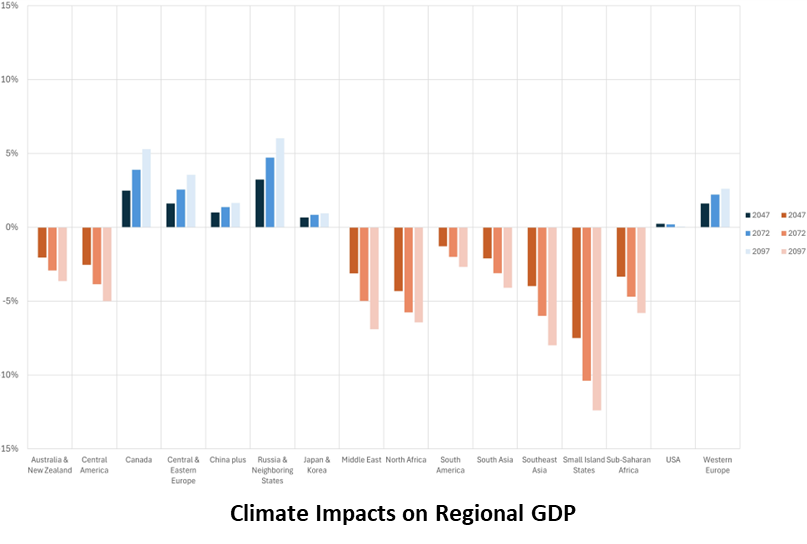 15%
10%
5%
0%
-5%
10%
15%
2047 2047
2072 2072
2097 2097
Australia &
New Zealand
Central
America
Canada
Central &
Eastern
Europe
China plus
Russia &
Neighboring
States
Japan &
Korea
Middle East
North Africa
South
America
South Asia
Southeast
Asia
Small Island
States
Sub-Saharan
Africa
USA
Western
Europe
Climate Impacts on Regional GDP